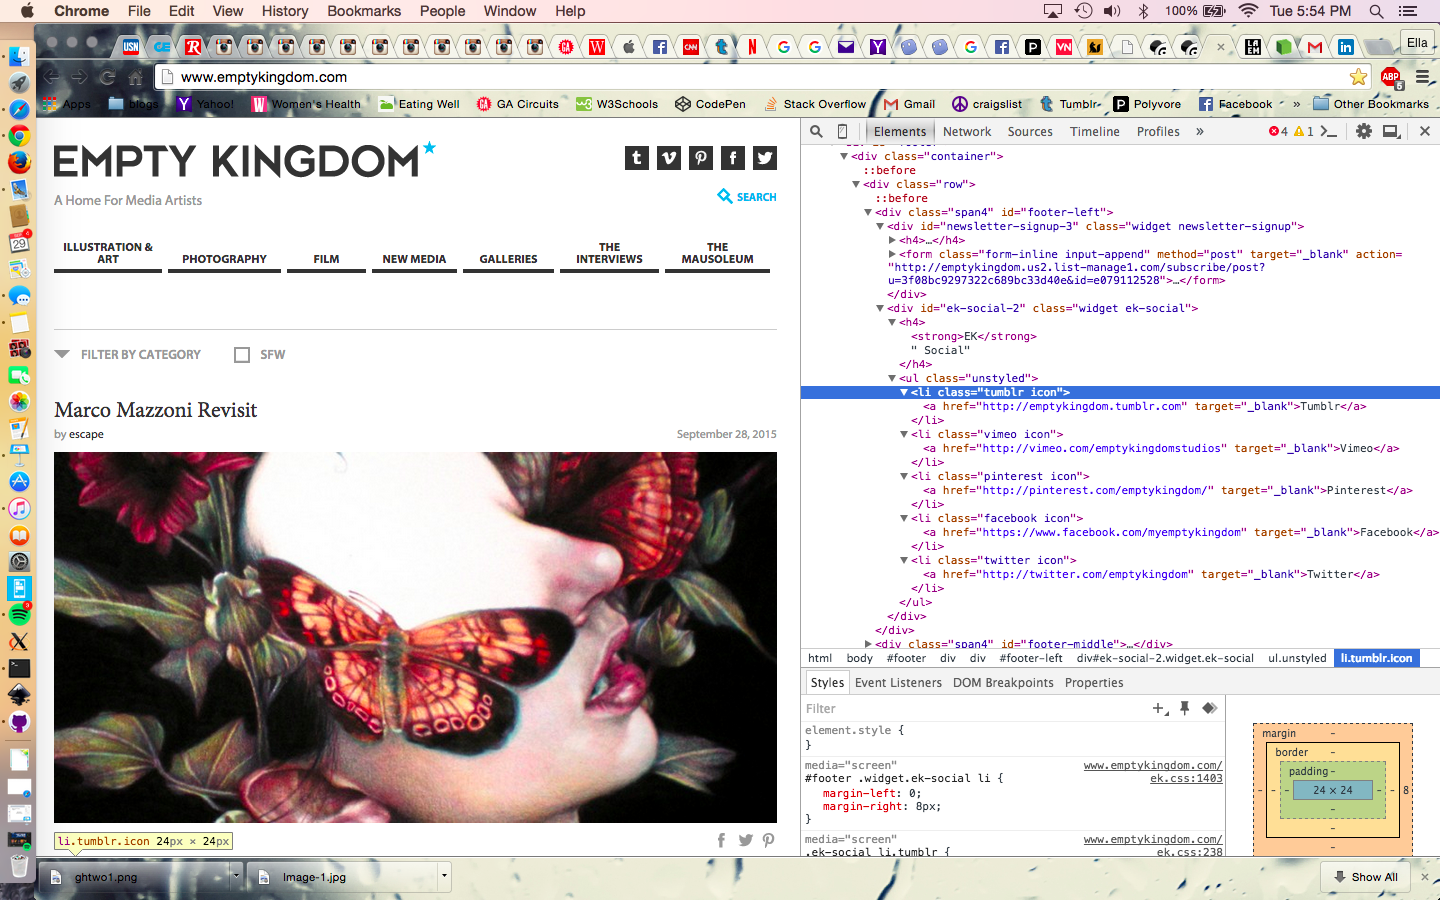 Chrome File Edit View History Bookmarks People Window Help 100% Tue 5:54 PM
Ella
www.emptykingdom.com
ABP 6
Apps blogs Yahoo! Women's Health Eating Well GA Circuits W3Schools CodePen Stack Overflow Gmail craigslist Tumblr Polyvore Facebook » Other Bookmarks
EMPTY KINGDOM
A Home For Media Artists
SEARCH
ILLUSTRATION & ART
PHOTOGRAPHY
FILM
NEW MEDIA
GALLERIES
THE INTERVIEWS
THE MAUSOLEUM
FILTER BY CATEGORY SFW
Marco Mazzoni Revisit
by escape September 28, 2015
li.tumblr.icon 24px × 24px
Elements Network Sources Timeline Profiles » 4 1
<div class="container">
::before
<div class="row">
::before
<div class="span4" id="footer-left">
<div id="newsletter-signup-3" class="widget newsletter-signup">
<h4>…</h4>
<form class="form-inline input-append" method="post" target="_blank" action=
"http://emptykingdom.us2.list-manage1.com/subscribe/post?
u=3f08bc9297322c689bc33d40e&id=e079112528">…</form>
</div>
<div id="ek-social-2" class="widget ek-social">
<h4>
<strong>EK</strong>
" Social"
</h4>
<ul class="unstyled">
<li class="tumblr icon">
<a href="http://emptykingdom.tumblr.com" target="_blank">Tumblr</a>
</li>
<li class="vimeo icon">
<a href="http://vimeo.com/emptykingdomstudios" target="_blank">Vimeo</a>
</li>
<li class="pinterest icon">
<a href="http://pinterest.com/emptykingdom/" target="_blank">Pinterest</a>
</li>
<li class="facebook icon">
<a href="https://www.facebook.com/myemptykingdom" target="_blank">Facebook</a>
</li>
<li class="twitter icon">
<a href="http://twitter.com/emptykingdom" target="_blank">Twitter</a>
</li>
</ul>
</div>
</div>
<div class="span4" id="footer-middle">…</div>
html body #footer div div #footer-left div#ek-social-2.widget.ek-social ul.unstyled li.tumblr.icon
Styles Event Listeners DOM Breakpoints Properties
Filter
element.style {
}
media="screen" www.emptykingdom.com/
#footer .widget.ek-social li { ek.css:1403
margin-left: 0;
margin-right: 8px;
}
media="screen" www.emptykingdom.com/
.ek-social li.tumblr { ek.css:238
margin -
border -
padding -
- - - 24 × 24 - - 8
-
-
-
ghtwo1.png
Image-1.jpg
Show All